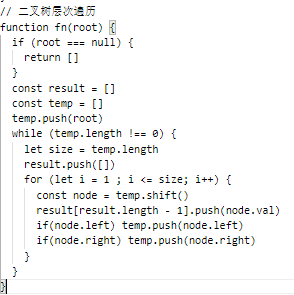 // 二叉树层次遍历
function fn(root) {
  if (root === null) {
    return []
  }
  const result = []
  const temp = []
  temp.push(root)
  while (temp.length !== 0) {
    let size = temp.length
    result.push([])
    for (let i = 1 ; i <= size; i++) {
      const node = temp.shift()
      result[result.length - 1].push(node.val)
      if(node.left) temp.push(node.left)
      if(node.right) temp.push(node.right)
    }
  }
}